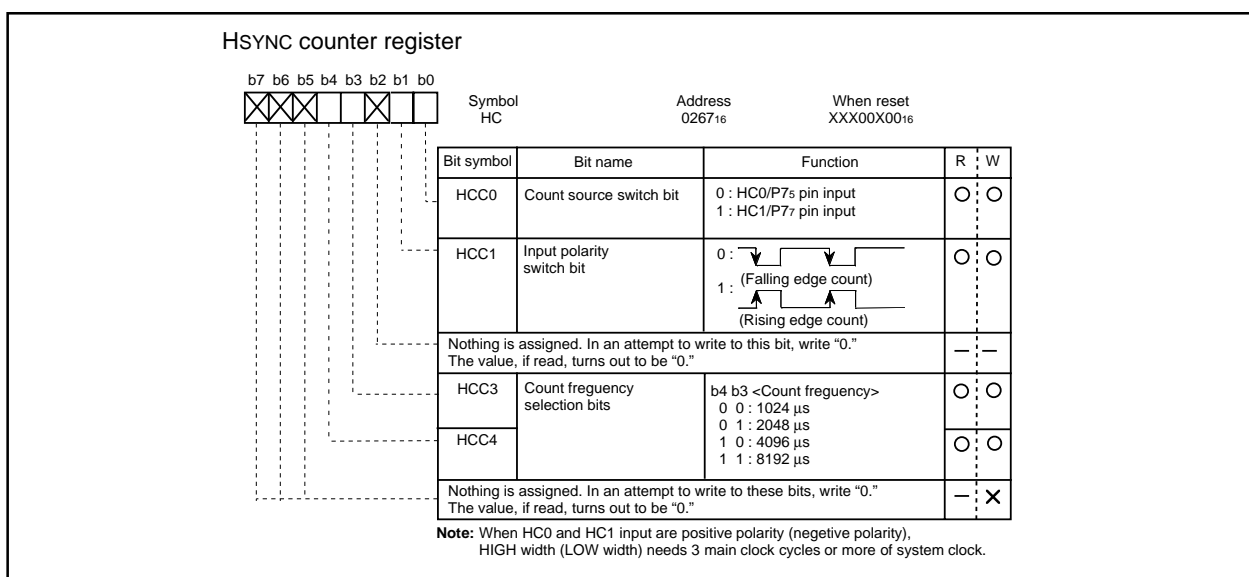 HSYNC counter register
b7 b6 b5 b4 b3 b2 b1 b0
Symbol Address When reset
HC 026716 XXX00X0016
Bit symbol Bit name Function R W
HCC0 Count source switch bit 0 : HC0/P75 pin input
1 : HC1/P77 pin input
HCC1 Input polarity
switch bit
0 :
(Falling edge count)
1 :
(Rising edge count)
Nothing is assigned. In an attempt to write to this bit, write “0.”
The value, if read, turns out to be “0.”
HCC3 Count freguency
selection bits
b4 b3 <Count freguency>
0 0 : 1024 µs
0 1 : 2048 µs
HCC4 1 0 : 4096 µs
1 1 : 8192 µs
Nothing is assigned. In an attempt to write to these bits, write “0.”
The value, if read, turns out to be “0.”
Note: When HC0 and HC1 input are positive polarity (negetive polarity),
HIGH width (LOW width) needs 3 main clock cycles or more of system clock.